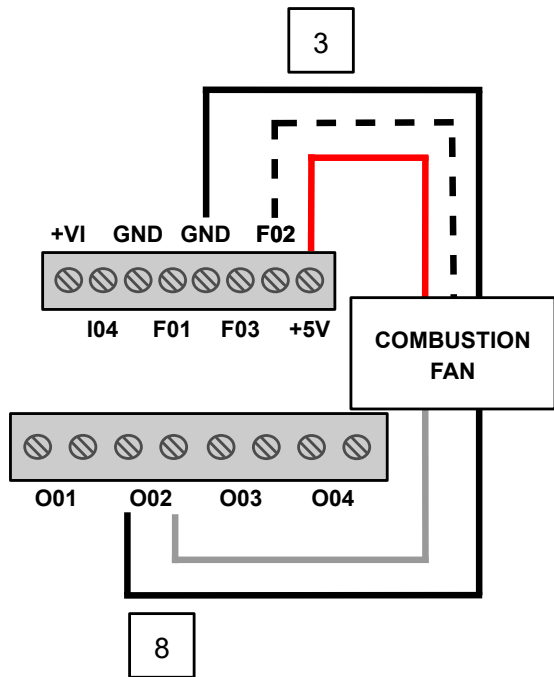 3
+VI GND GND F02
I04 F01 F03 +5V
COMBUSTION
FAN
O01 O02 O03 O04
8